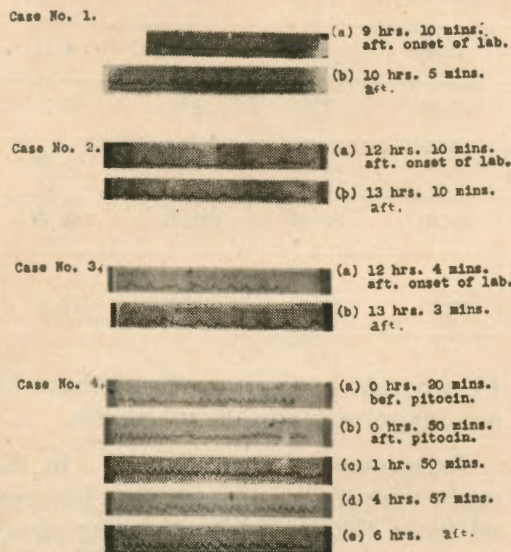 Case No. 1.
(a) 9 hrs. 10 mins.
aft. onset of lab.
(b) 10 hrs. 5 mins.
aft.
Case No. 2.
(a) 12 hrs. 10 mins.
aft. onset of lab.
(b) 13 hrs. 10 mins.
aft.
Case No. 3.
(a) 12 hrs. 4 mins.
aft. onset of lab.
(b) 13 hrs. 3 mins.
aft.
Case No. 4.
(a) 0 hrs. 20 mins.
bef. pitocin.
(b) 0 hrs. 50 mins.
aft. pitocin.
(c) 1 hr. 50 mins.
(d) 4 hrs. 57 mins.
(e) 6 hrs. aft.